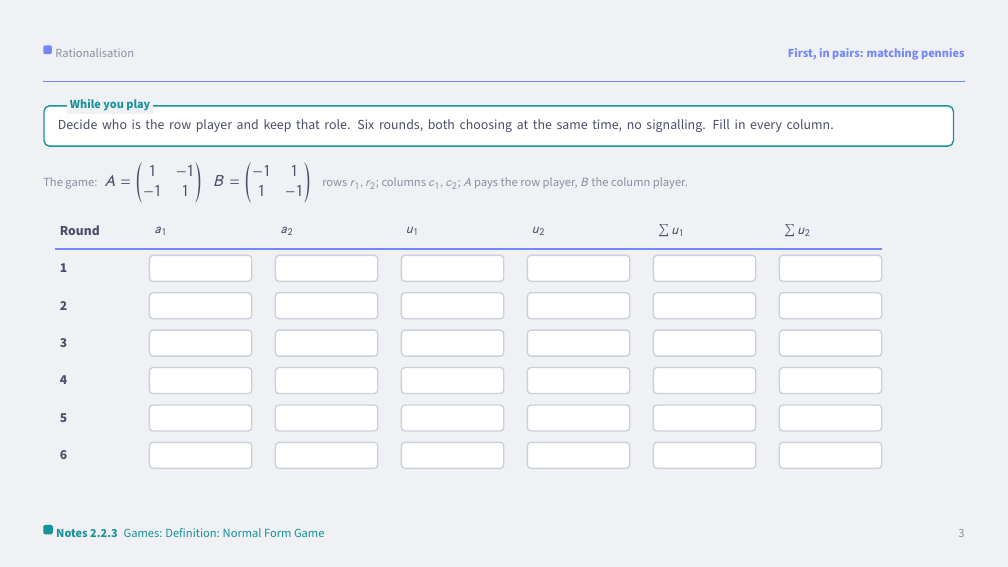 Rationalisation
First, in pairs: matching pennies
While you play
Decide who is the row player and keep that role. Six rounds, both choosing at the same time, no signalling. Fill in every column.
The game: A = (1 −1; −1 1) B = (−1 1; 1 −1) rows r₁, r₂; columns c₁, c₂; A pays the row player, B the column player.
Round a₁ a₂ u₁ u₂ ∑ u₁ ∑ u₂
1
2
3
4
5
6
Notes 2.2.3 Games: Definition: Normal Form Game
3